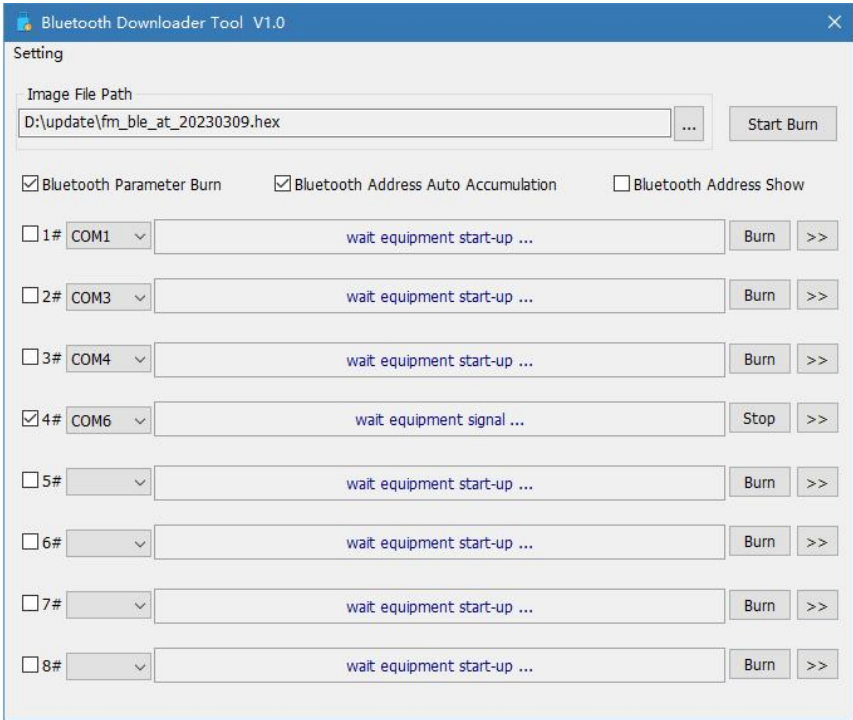 Bluetooth Downloader Tool V1.0
Setting
Image File Path
D:\update\fm_ble_at_20230309.hex ... Start Burn
Bluetooth Parameter Burn Bluetooth Address Auto Accumulation Bluetooth Address Show
1# COM1 wait equipment start-up ... Burn >>
2# COM3 wait equipment start-up ... Burn >>
3# COM4 wait equipment start-up ... Burn >>
4# COM6 wait equipment signal ... Stop >>
5# wait equipment start-up ... Burn >>
6# wait equipment start-up ... Burn >>
7# wait equipment start-up ... Burn >>
8# wait equipment start-up ... Burn >>